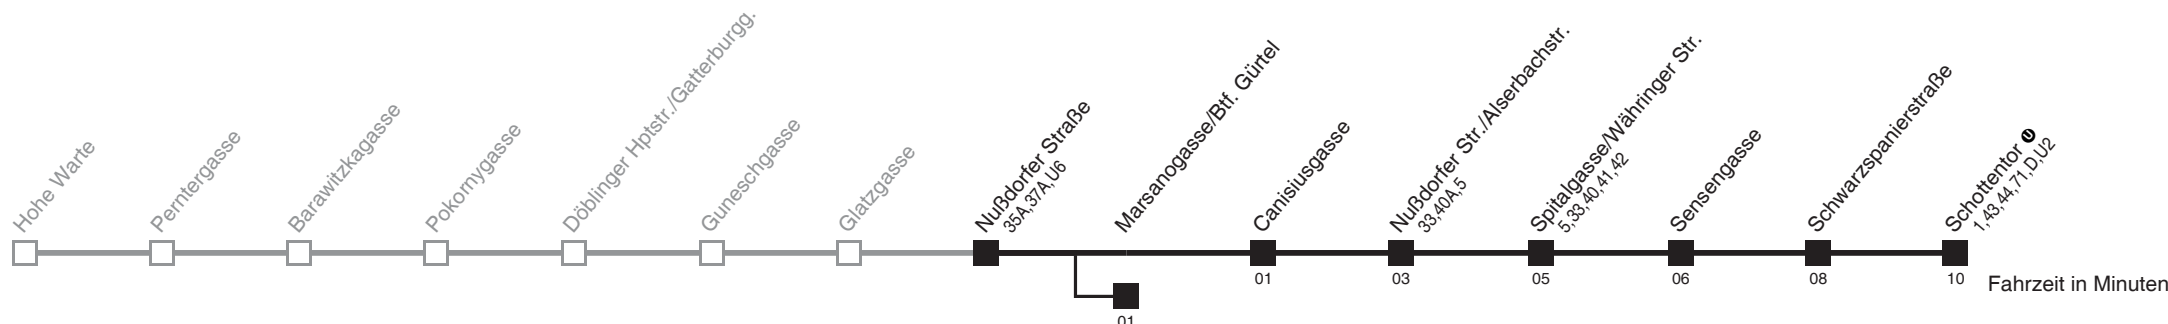 Hohe Warte
Perntergasse
Barawitzkagasse
Pokornygasse
Döblinger Hptstr./Gatterburgg.
Guneschgasse
Glatzgasse
Nußdorfer Straße
35A,37A,U6
Marsanogasse/Btf. Gürtel
Canisiusgasse
Nußdorfer Str./Alserbachstr.
33,40A,5
Spitalgasse/Währinger Str.
5,33,40,41,42
Sensengasse
Schwarzspanierstraße
Schottentor U
1,43,44,71,D,U2
01
01
03
05
06
08
10
Fahrzeit in Minuten